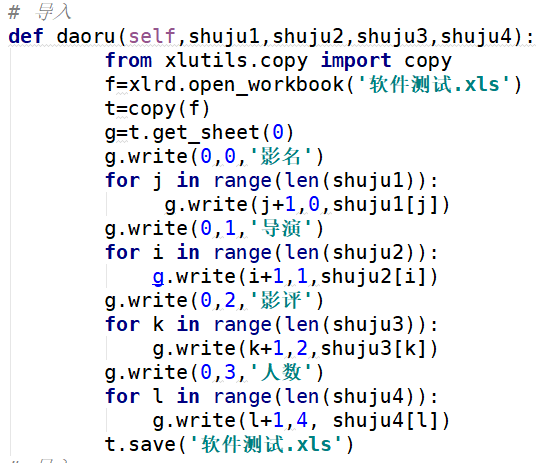 # 导入
def daoru(self,shuju1,shuju2,shuju3,shuju4):
        from xlutils.copy import copy
        f=xlrd.open_workbook('软件测试.xls')
        t=copy(f)
        g=t.get_sheet(0)
        g.write(0,0,'影名')
        for j in range(len(shuju1)):
             g.write(j+1,0,shuju1[j])
        g.write(0,1,'导演')
        for i in range(len(shuju2)):
            g.write(i+1,1,shuju2[i])
        g.write(0,2,'影评')
        for k in range(len(shuju3)):
            g.write(k+1,2,shuju3[k])
        g.write(0,3,'人数')
        for l in range(len(shuju4)):
            g.write(l+1,4, shuju4[l])
        t.save('软件测试.xls')